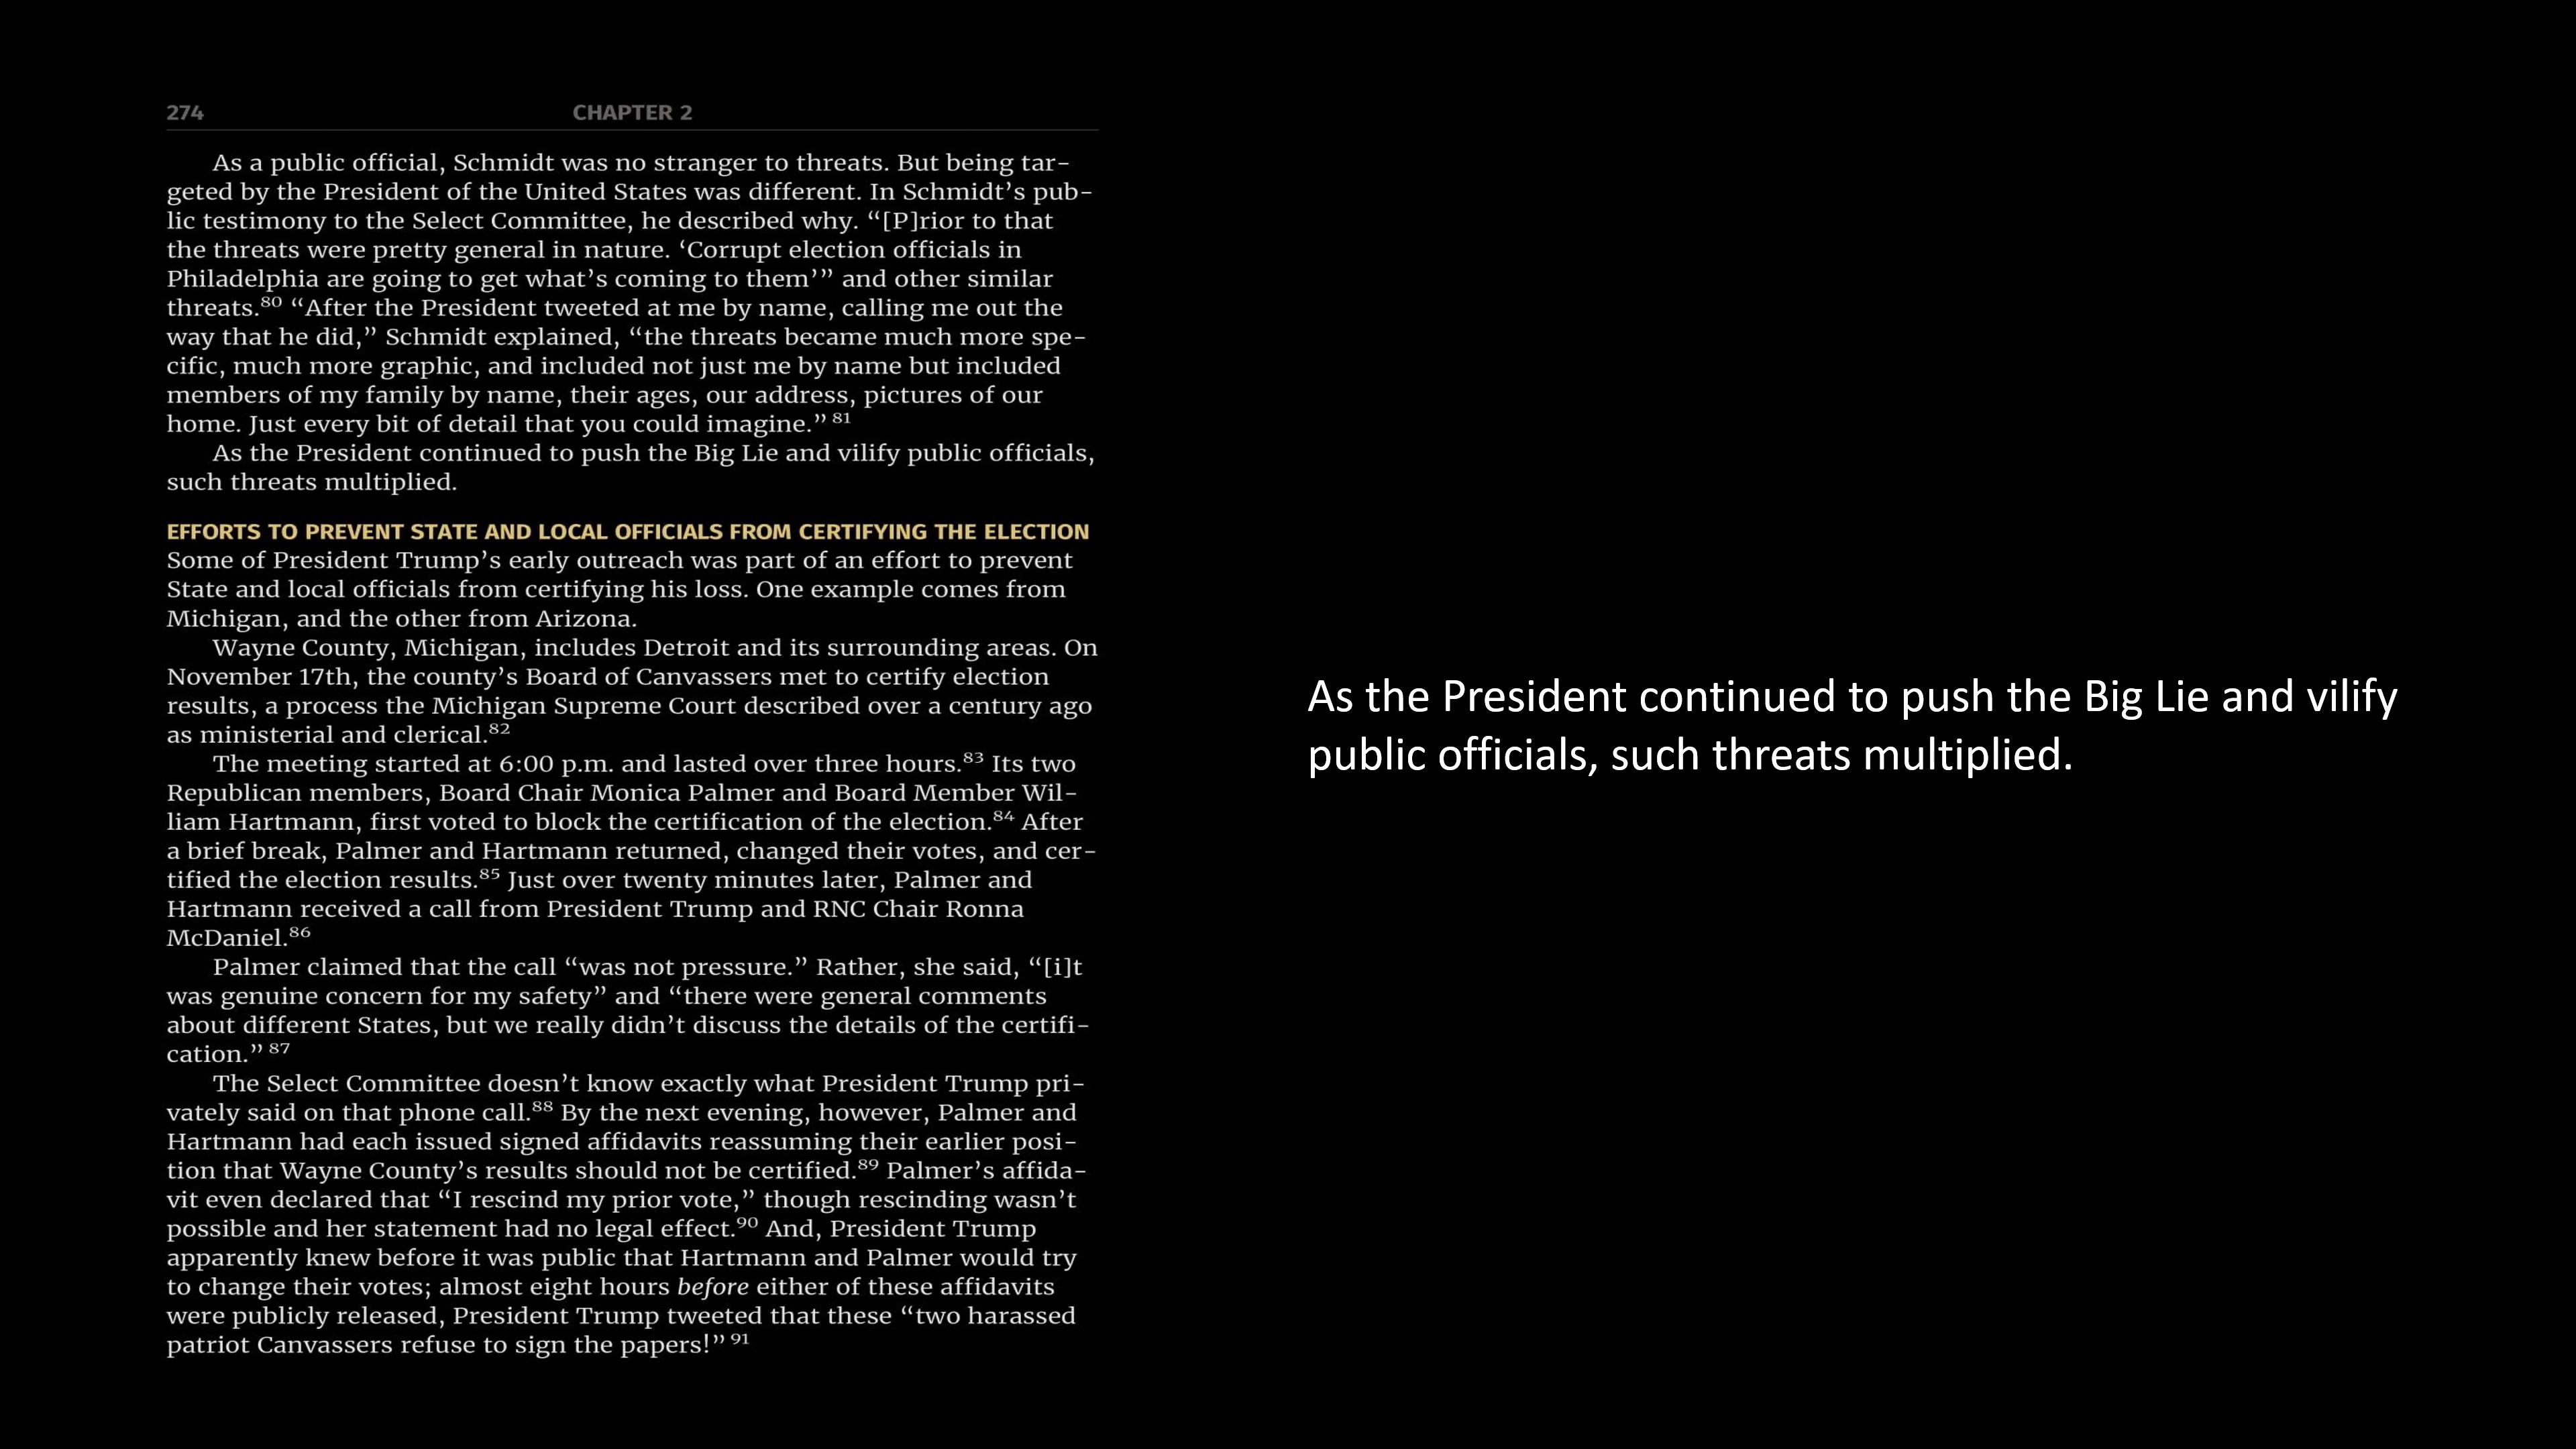 274 CHAPTER 2
As a public official, Schmidt was no stranger to threats. But being tar-
geted by the President of the United States was different. In Schmidt’s pub-
lic testimony to the Select Committee, he described why. “[P]rior to that
the threats were pretty general in nature. ‘Corrupt election officials in
Philadelphia are going to get what’s coming to them’” and other similar
threats.80 “After the President tweeted at me by name, calling me out the
way that he did,” Schmidt explained, “the threats became much more spe-
cific, much more graphic, and included not just me by name but included
members of my family by name, their ages, our address, pictures of our
home. Just every bit of detail that you could imagine.” 81
As the President continued to push the Big Lie and vilify public officials,
such threats multiplied.
EFFORTS TO PREVENT STATE AND LOCAL OFFICIALS FROM CERTIFYING THE ELECTION
Some of President Trump’s early outreach was part of an effort to prevent
State and local officials from certifying his loss. One example comes from
Michigan, and the other from Arizona.
Wayne County, Michigan, includes Detroit and its surrounding areas. On
November 17th, the county’s Board of Canvassers met to certify election
results, a process the Michigan Supreme Court described over a century ago
as ministerial and clerical.82
The meeting started at 6:00 p.m. and lasted over three hours.83 Its two
Republican members, Board Chair Monica Palmer and Board Member Wil-
liam Hartmann, first voted to block the certification of the election.84 After
a brief break, Palmer and Hartmann returned, changed their votes, and cer-
tified the election results.85 Just over twenty minutes later, Palmer and
Hartmann received a call from President Trump and RNC Chair Ronna
McDaniel.86
Palmer claimed that the call “was not pressure.” Rather, she said, “[i]t
was genuine concern for my safety” and “there were general comments
about different States, but we really didn’t discuss the details of the certifi-
cation.” 87
The Select Committee doesn’t know exactly what President Trump pri-
vately said on that phone call.88 By the next evening, however, Palmer and
Hartmann had each issued signed affidavits reassuming their earlier posi-
tion that Wayne County’s results should not be certified.89 Palmer’s affida-
vit even declared that “I rescind my prior vote,” though rescinding wasn’t
possible and her statement had no legal effect.90 And, President Trump
apparently knew before it was public that Hartmann and Palmer would try
to change their votes; almost eight hours before either of these affidavits
were publicly released, President Trump tweeted that these “two harassed
patriot Canvassers refuse to sign the papers!” 91
As the President continued to push the Big Lie and vilify
public officials, such threats multiplied.